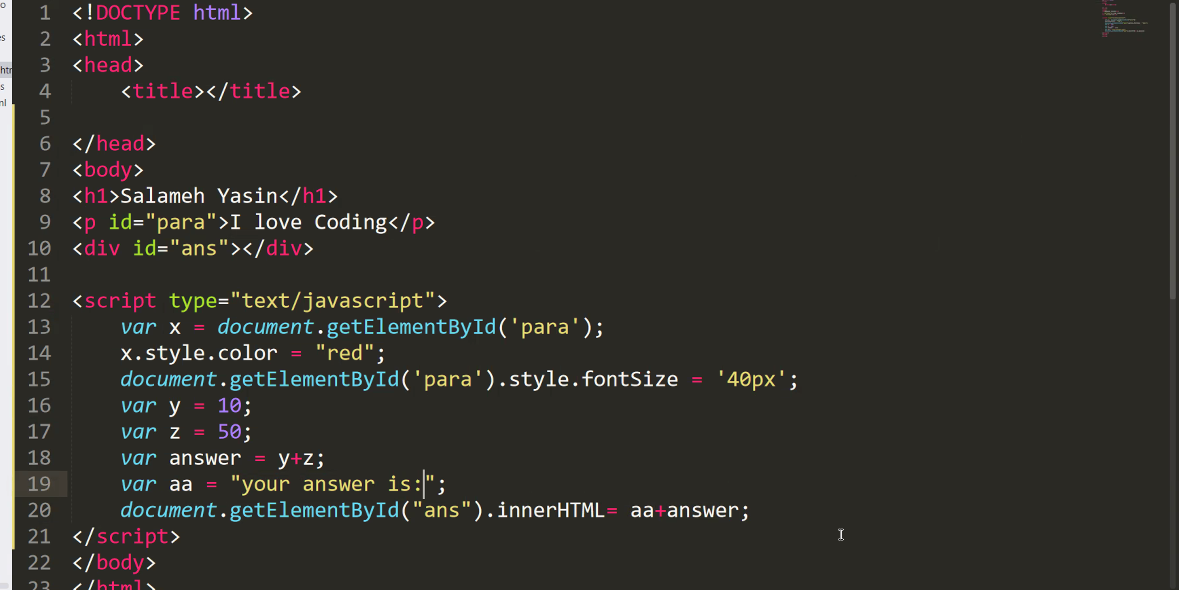 1 <!DOCTYPE html>
2 <html>
3 <head>
4     <title></title>
5
6 </head>
7 <body>
8 <h1>Salameh Yasin</h1>
9 <p id="para">I love Coding</p>
10 <div id="ans"></div>
11
12 <script type="text/javascript">
13     var x = document.getElementById('para');
14     x.style.color = "red";
15     document.getElementById('para').style.fontSize = '40px';
16     var y = 10;
17     var z = 50;
18     var answer = y+z;
19     var aa = "your answer is:";
20     document.getElementById("ans").innerHTML= aa+answer;
21 </script>
22 </body>
23 </html>